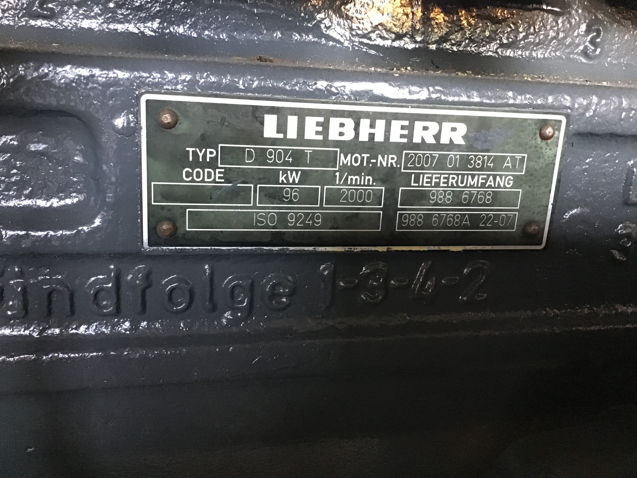 LIEBHERR
TYP D 904 T MOT-NR. 2007 01 3814 AT
CODE kW 1/min. LIEFERUMFANG
96 2000 988 6768
ISO 9249 988 6768A 22-07
ündfolge 1-3-4-2